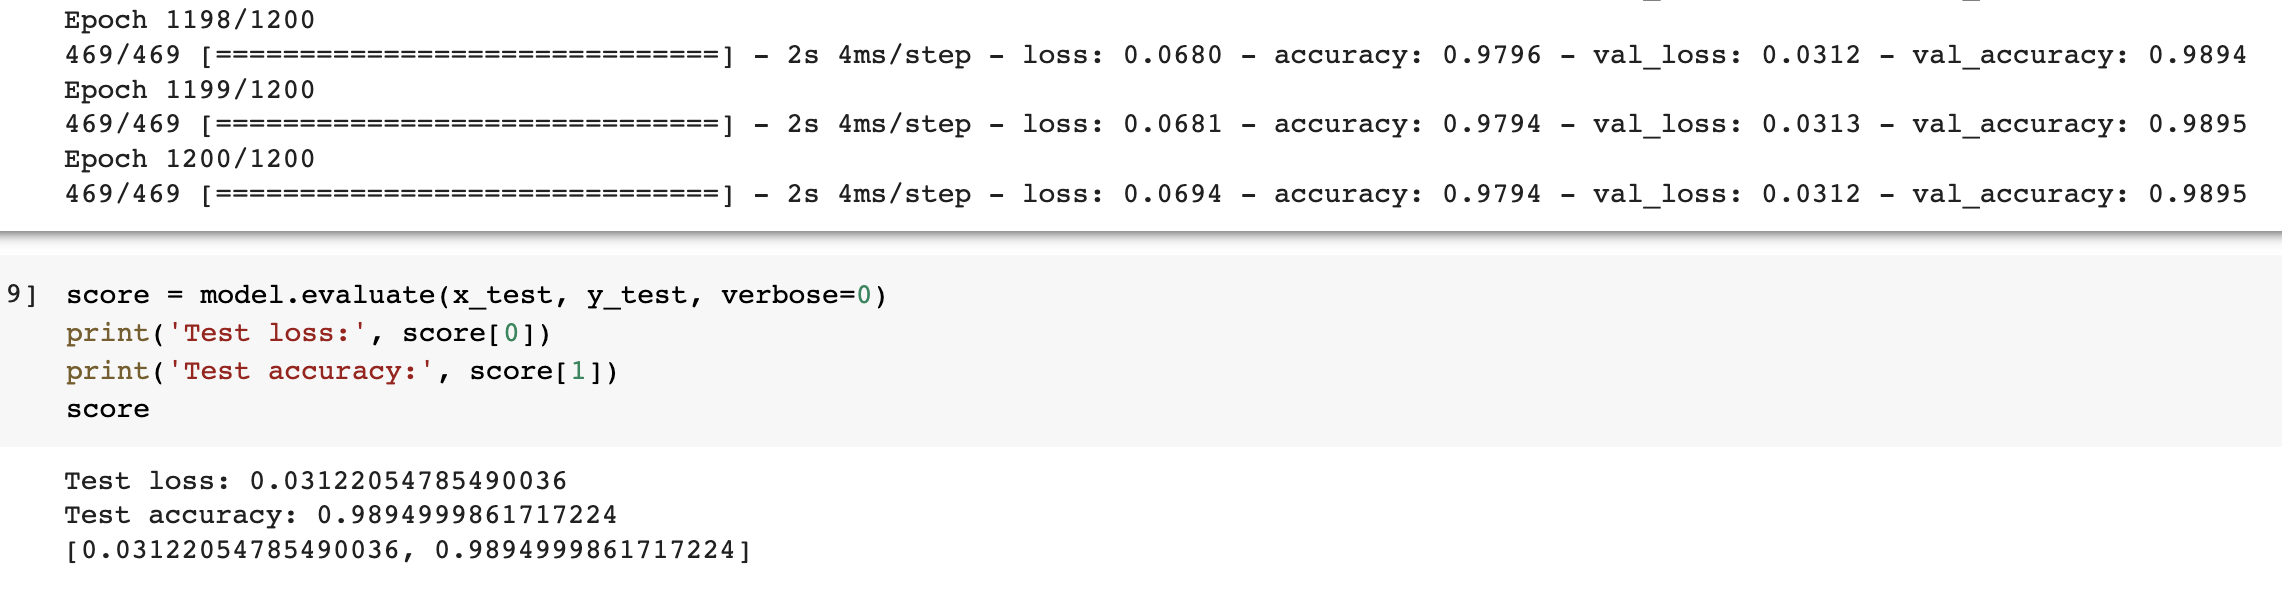 Epoch 1198/1200
469/469 [==============================] - 2s 4ms/step - loss: 0.0680 - accuracy: 0.9796 - val_loss: 0.0312 - val_accuracy: 0.9894
Epoch 1199/1200
469/469 [==============================] - 2s 4ms/step - loss: 0.0681 - accuracy: 0.9794 - val_loss: 0.0313 - val_accuracy: 0.9895
Epoch 1200/1200
469/469 [==============================] - 2s 4ms/step - loss: 0.0694 - accuracy: 0.9794 - val_loss: 0.0312 - val_accuracy: 0.9895
9] score = model.evaluate(x_test, y_test, verbose=0)
print('Test loss:', score[0])
print('Test accuracy:', score[1])
score
Test loss: 0.03122054785490036
Test accuracy: 0.9894999861717224
[0.03122054785490036, 0.9894999861717224]